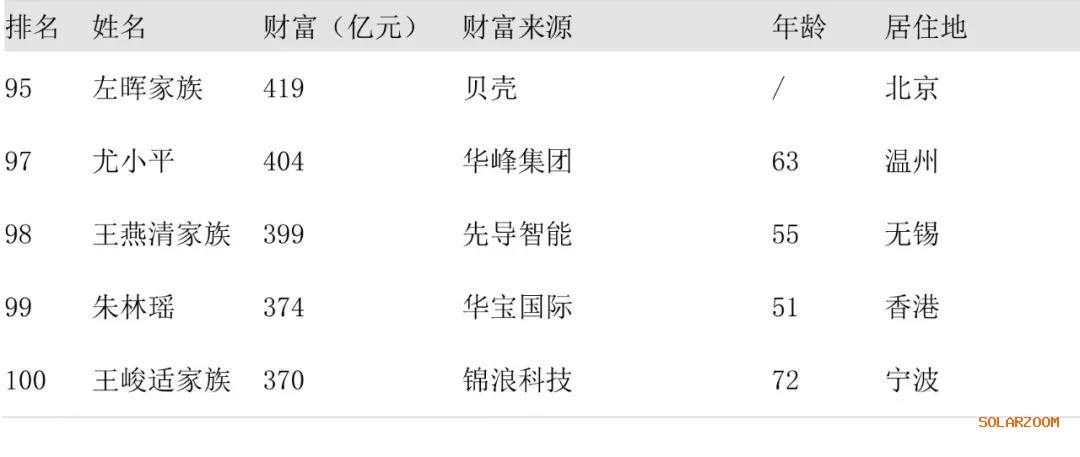 排名 姓名 财富（亿元） 财富来源 年龄 居住地
95 左晖家族 419 贝壳 / 北京
97 尤小平 404 华峰集团 63 温州
98 王燕清家族 399 先导智能 55 无锡
99 朱林瑶 374 华宝国际 51 香港
100 王峻适家族 370 锦浪科技 72 宁波
SOLARZOOM